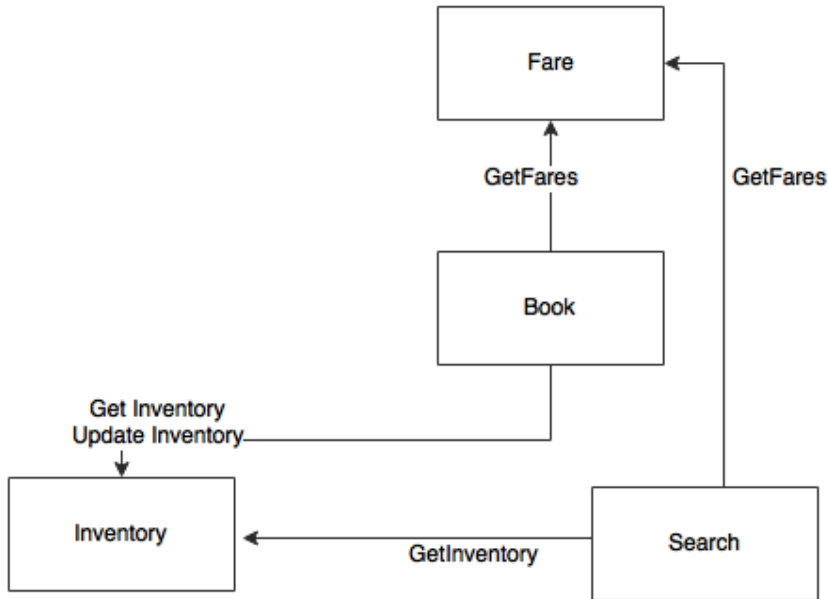 Fare
GetFares
GetFares
Book
Get Inventory
Update Inventory
Inventory
GetInventory
Search